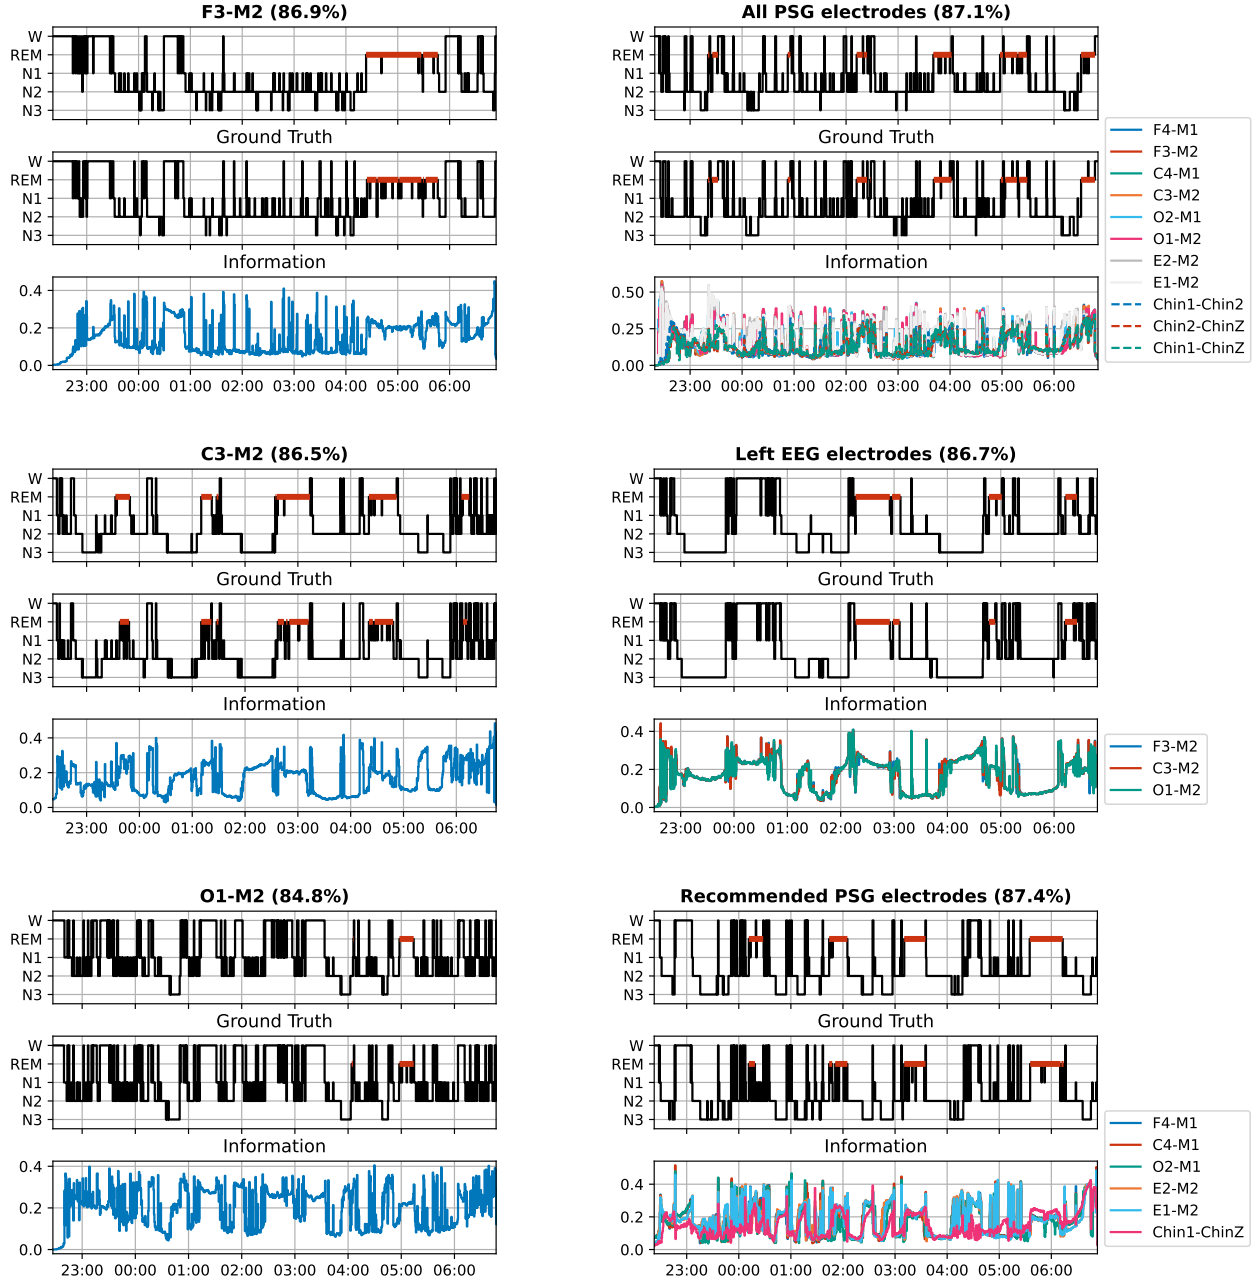 F3-M2 (86.9%)
W
REM
N1
N2
N3
Ground Truth
W
REM
N1
N2
N3
Information
0.4
0.2
0.0
23:00 00:00 01:00 02:00 03:00 04:00 05:00 06:00
All PSG electrodes (87.1%)
W
REM
N1
N2
N3
Ground Truth
W
REM
N1
N2
N3
Information
0.50
0.25
0.00
23:00 00:00 01:00 02:00 03:00 04:00 05:00 06:00
F4-M1
F3-M2
C4-M1
C3-M2
O2-M1
O1-M2
E2-M2
E1-M2
Chin1-Chin2
Chin2-ChinZ
Chin1-ChinZ
C3-M2 (86.5%)
W
REM
N1
N2
N3
Ground Truth
W
REM
N1
N2
N3
Information
0.4
0.2
0.0
23:00 00:00 01:00 02:00 03:00 04:00 05:00 06:00
Left EEG electrodes (86.7%)
W
REM
N1
N2
N3
Ground Truth
W
REM
N1
N2
N3
Information
0.4
0.2
0.0
23:00 00:00 01:00 02:00 03:00 04:00 05:00 06:00
F3-M2
C3-M2
O1-M2
O1-M2 (84.8%)
W
REM
N1
N2
N3
Ground Truth
W
REM
N1
N2
N3
Information
0.4
0.2
0.0
23:00 00:00 01:00 02:00 03:00 04:00 05:00 06:00
Recommended PSG electrodes (87.4%)
W
REM
N1
N2
N3
Ground Truth
W
REM
N1
N2
N3
Information
0.4
0.2
0.0
23:00 00:00 01:00 02:00 03:00 04:00 05:00 06:00
F4-M1
C4-M1
O2-M1
E2-M2
E1-M2
Chin1-ChinZ